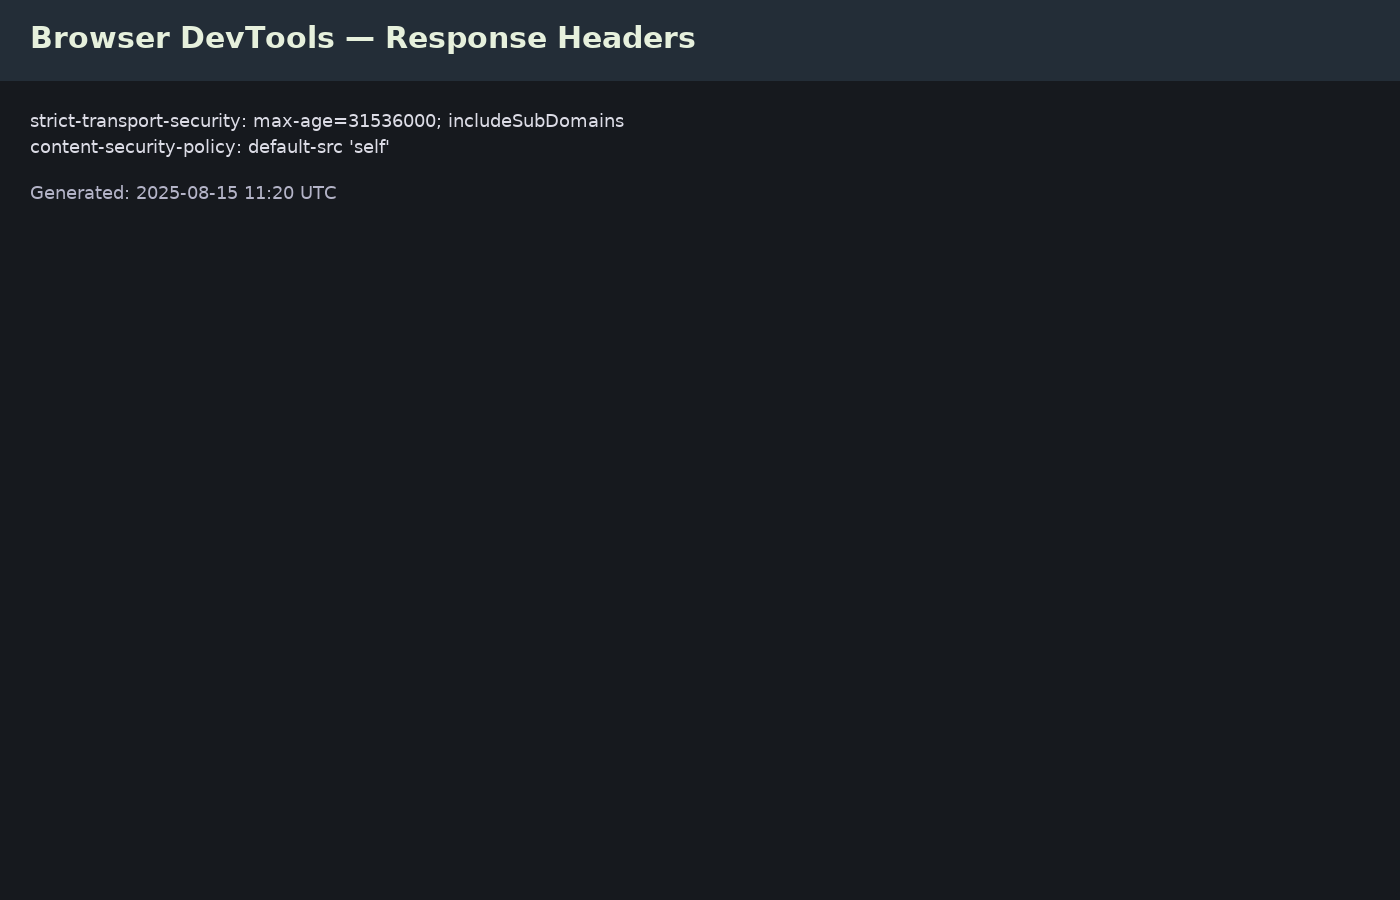 Browser DevTools — Response Headers
strict-transport-security: max-age=31536000; includeSubDomains
content-security-policy: default-src 'self'
Generated: 2025-08-15 11:20 UTC